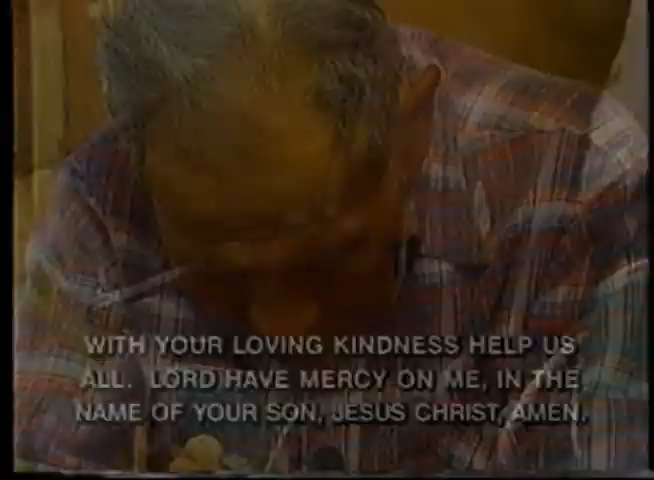 WITH YOUR LOVING KINDNESS HELP US
ALL. LORD HAVE MERCY ON ME, IN THE
NAME OF YOUR SON, JESUS CHRIST, AMEN.